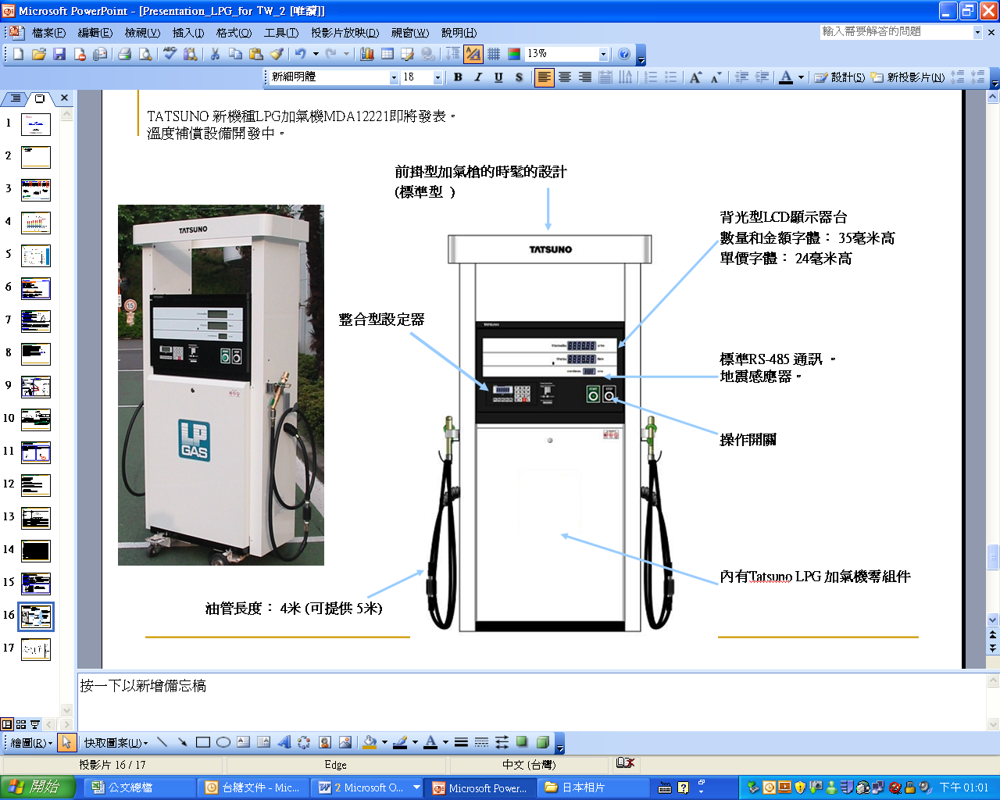 Microsoft PowerPoint - [Presentation_LPG_for TW_2 [唯讀]]
檔案(F) 編輯(E) 檢視(V) 插入(I) 格式(O) 工具(T) 投影片放映(D) 視窗(W) 說明(H) 輸入需要解答的問題
13%
新細明體 18 B I U S 設計(S) 新投影片(N)
TATSUNO 新機種LPG加氣機MDA12221即將發表。
溫度補償設備開發中。
前掛型加氣槍的時髦的設計
(標準型 )
背光型LCD顯示器台
數量和金額字體： 35毫米高
單價字體： 24毫米高
TATSUNO
TATSUNO
整合型設定器
TATSUNO
標準RS-485 通訊 。
地震感應器。
START STOP
操作開關
15
LP
GAS
內有Tatsuno LPG 加氣機零組件
油管長度： 4米 (可提供 5米)
1
2
3
4
5
6
7
8
9
10
11
12
13
14
15
16
17
按一下以新增備忘稿
繪圖(R) 快取圖案(U)
投影片 16 / 17 Edge 中文 (台灣)
開始 公文總檔 台糖文件 - Mic... 2 Microsoft O... Microsoft Power... 日本相片 下午 01:01